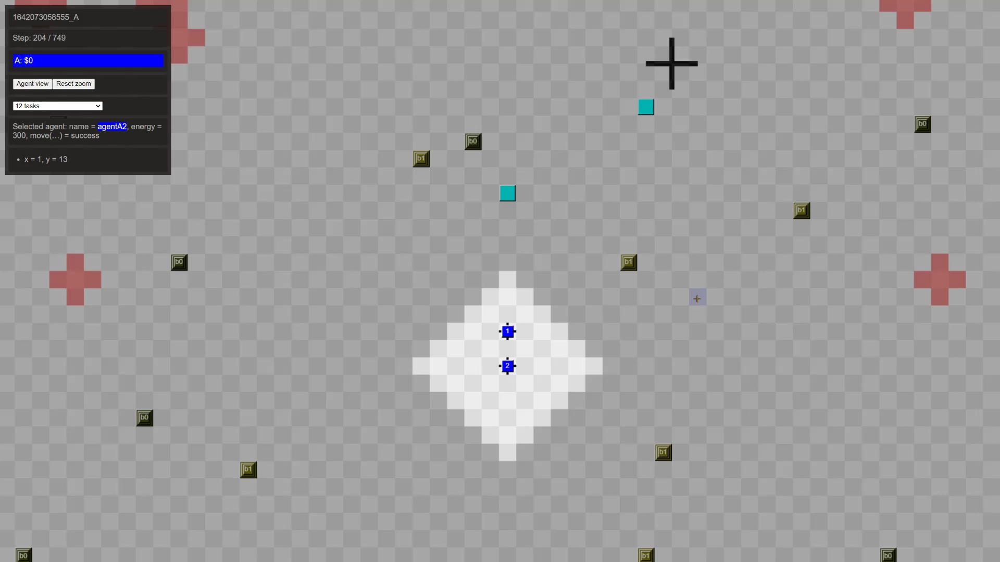 1642073058555_A
Step: 204 / 749
A: $0
Agent view Reset zoom
12 tasks
Selected agent: name = agentA2, energy =
300, move(…) = success
• x = 1, y = 13
b0
b0
b1
b1
b0
b1
1
2
b0
b1
b1
b0
b1
b0